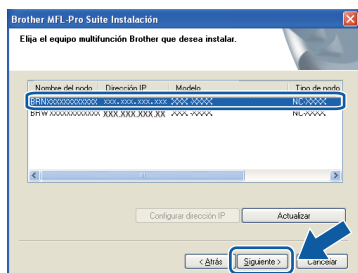 Brother MFL-Pro Suite Instalación
Elija el equipo multifunción Brother que desea instalar.
Nombre del nodo Dirección IP Modelo Tipo de nodo
BRNXXXXXXXXXXXX XXX.XXX.XXX.XXX XXX-XXXX NC-XXXX
BRWXXXXXXXXXXXX XXX.XXX.XXX.XX XXX-XXXX NC-XXXX
Configurar dirección IP Actualizar
< Atrás Siguiente > Cancelar